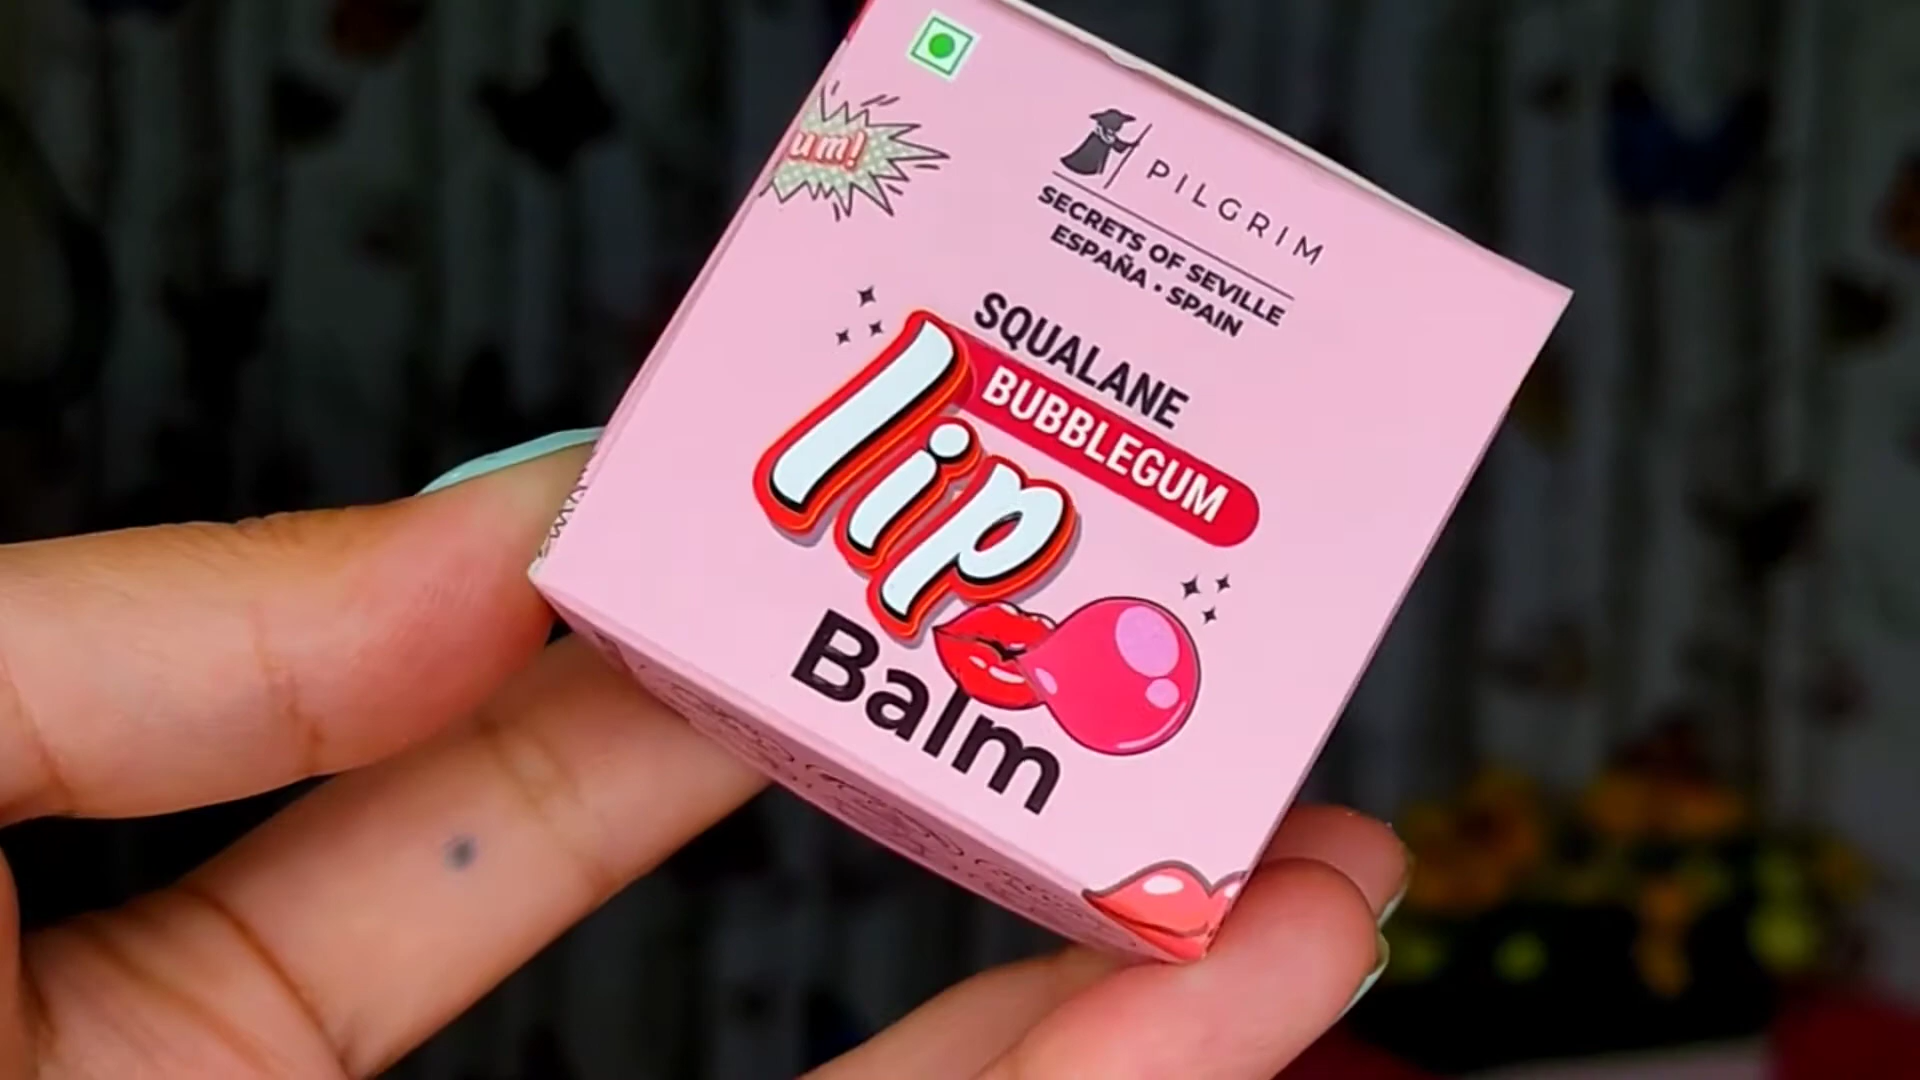 um!
PILGRIM
SECRETS OF SEVILLE
ESPAÑA • SPAIN
SQUALANE
BUBBLEGUM
lip
Balm